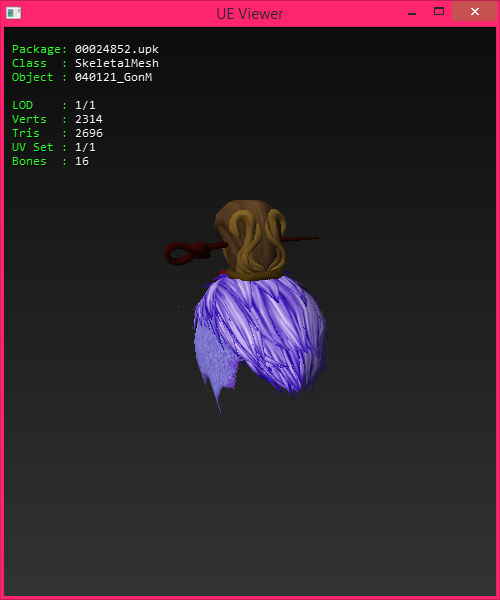 UE Viewer
Package: 00024852.upk
Class : SkeletalMesh
Object : 040121_GonM
LOD : 1/1
Verts : 2314
Tris : 2696
UV Set : 1/1
Bones : 16